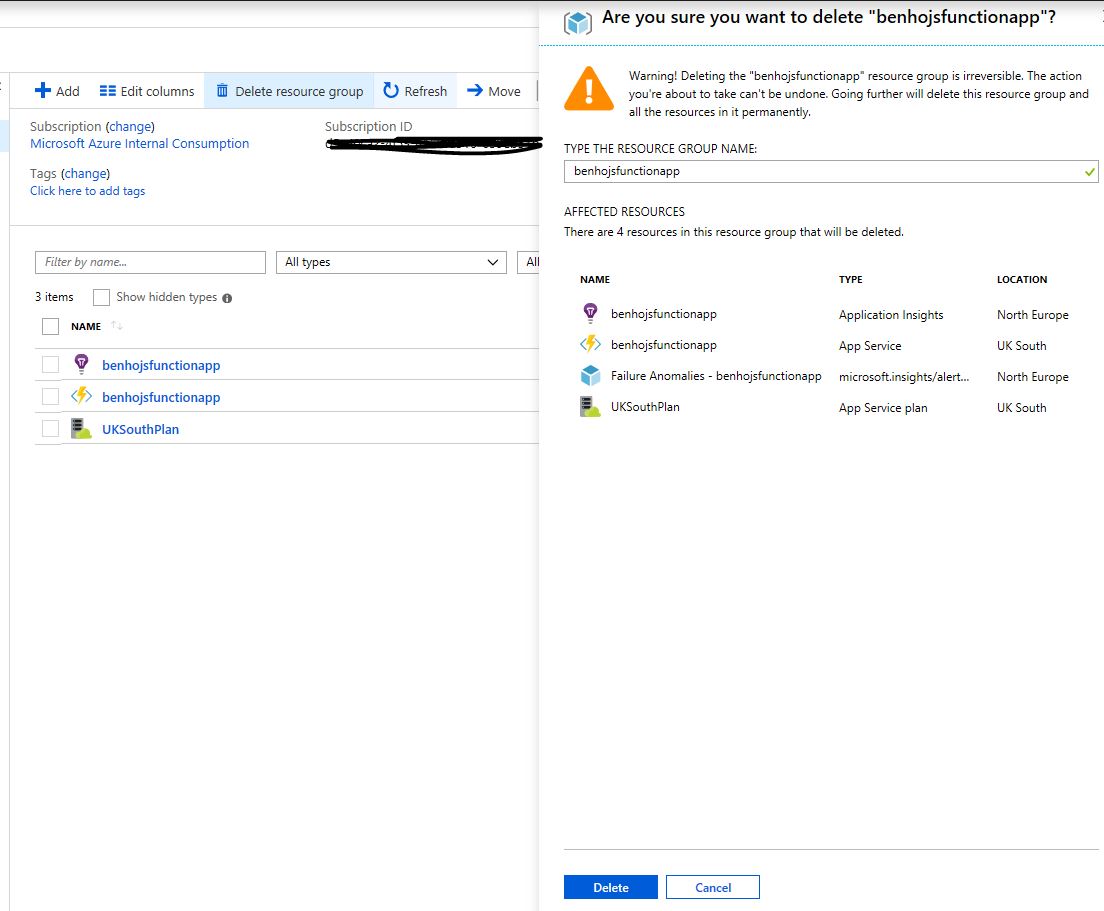 Add
Edit columns
Delete resource group
Refresh
Move
Subscription (change)
Microsoft Azure Internal Consumption
Subscription ID
Tags (change)
Click here to add tags
Filter by name...
All types
All
3 items
Show hidden types
NAME
benhojsfunctionapp
benhojsfunctionapp
UKSouthPlan
Are you sure you want to delete "benhojsfunctionapp"?
Warning! Deleting the "benhojsfunctionapp" resource group is irreversible. The action
you're about to take can't be undone. Going further will delete this resource group and
all the resources in it permanently.
TYPE THE RESOURCE GROUP NAME:
benhojsfunctionapp
AFFECTED RESOURCES
There are 4 resources in this resource group that will be deleted.
NAME TYPE LOCATION
benhojsfunctionapp Application Insights North Europe
benhojsfunctionapp App Service UK South
Failure Anomalies - benhojsfunctionapp microsoft.insights/alert... North Europe
UKSouthPlan App Service plan UK South
Delete
Cancel